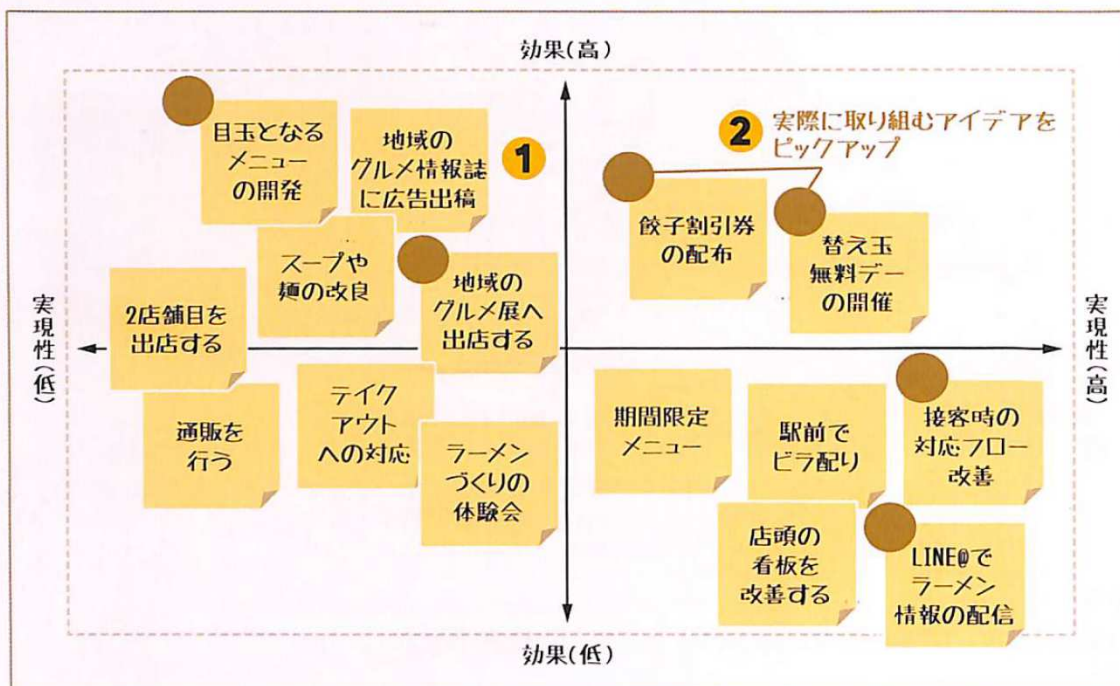 効果(高)
目玉となる
メニュー
の開発
地域の
グルメ情報誌
に広告出稿
1
2
実際に取り組むアイデアを
ピックアップ
餃子割引券
の配布
替え玉
無料デー
の開催
スープや
麺の改良
地域の
グルメ展へ
出店する
2店舗目を
出店する
実現性(低)
実現性(高)
通販を
行う
テイク
アウト
への対応
ラーメン
づくりの
体験会
期間限定
メニュー
駅前で
ビラ配り
接客時の
対応フロー
改善
店頭の
看板を
改善する
LINE@で
ラーメン
情報の配信
効果(低)